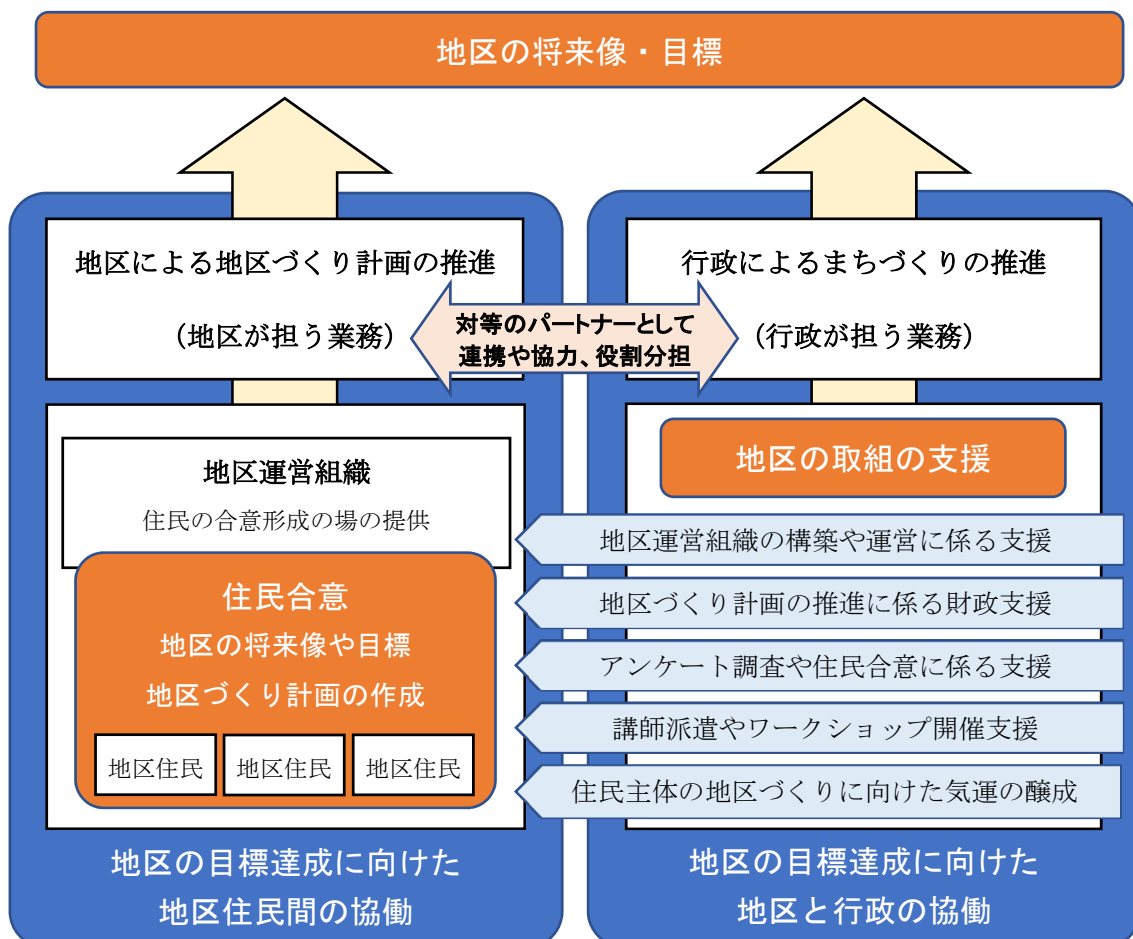 地区の将来像・目標
地区による地区づくり計画の推進
(地区が担う業務)
対等のパートナーとして
連携や協力、役割分担
行政によるまちづくりの推進
(行政が担う業務)
地区運営組織
住民の合意形成の場の提供
住民合意
地区の将来像や目標
地区づくり計画の作成
地区住民
地区住民
地区住民
地区の目標達成に向けた
地区住民間の協働
地区の取組の支援
地区運営組織の構築や運営に係る支援
地区づくり計画の推進に係る財政支援
アンケート調査や住民合意に係る支援
講師派遣やワークショップ開催支援
住民主体の地区づくりに向けた気運の醸成
地区の目標達成に向けた
地区と行政の協働